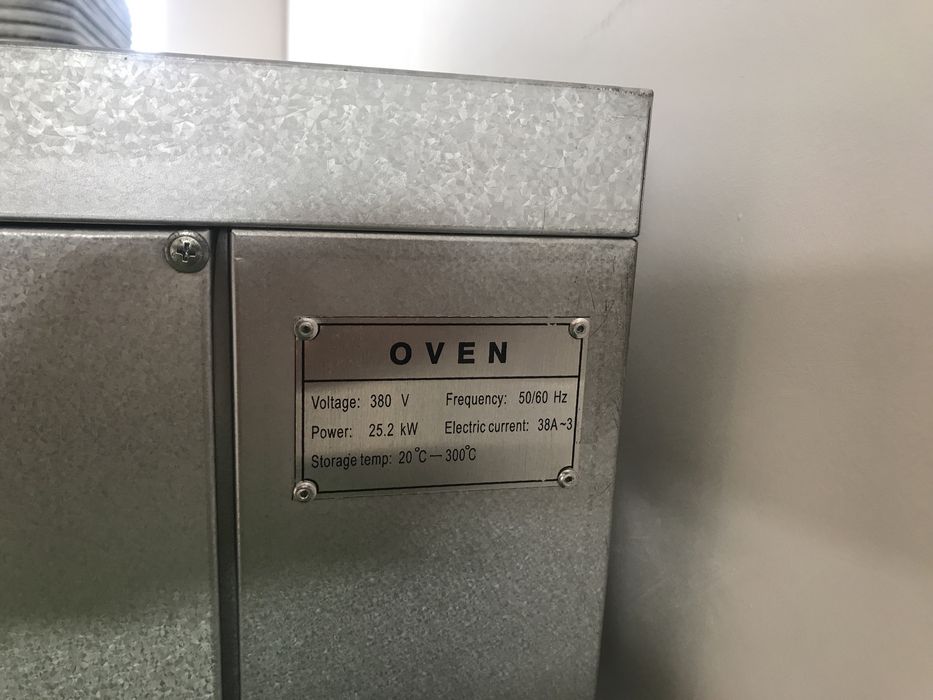 OVEN
Voltage: 380 V Frequency: 50/60 Hz
Power: 25.2 kW Electric current: 38A~3
Storage temp: 20℃—300℃